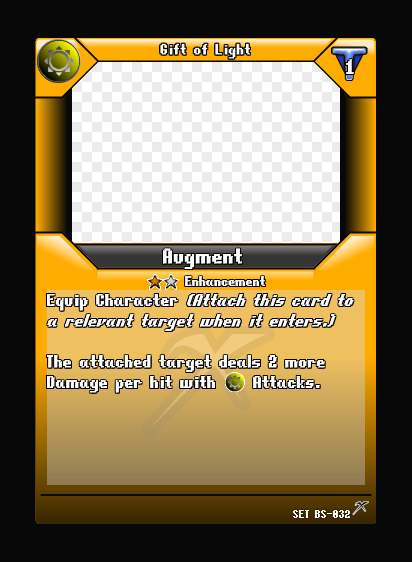 Gift of Light
1
Augment
Enhancement
Equip Character (Attach this card to
a relevant target when it enters.)
The attached target deals 2 more
Damage per hit with Attacks.
SET BS-032